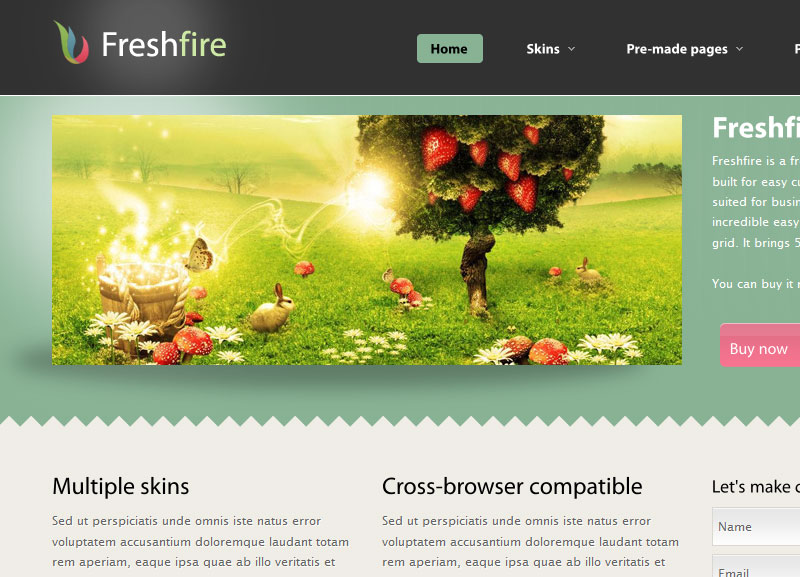 Freshfire
Home Skins Pre-made pages
Freshfi
Freshfire is a fr
built for easy cu
suited for busin
incredible easy
grid. It brings 5
You can buy it n
Buy now
Multiple skins
Sed ut perspiciatis unde omnis iste natus error
voluptatem accusantium doloremque laudant totam
rem aperiam, eaque ipsa quae ab illo veritatis et
Cross-browser compatible
Sed ut perspiciatis unde omnis iste natus error
voluptatem accusantium doloremque laudant totam
rem aperiam, eaque ipsa quae ab illo veritatis et
Let's make c
Name
Email